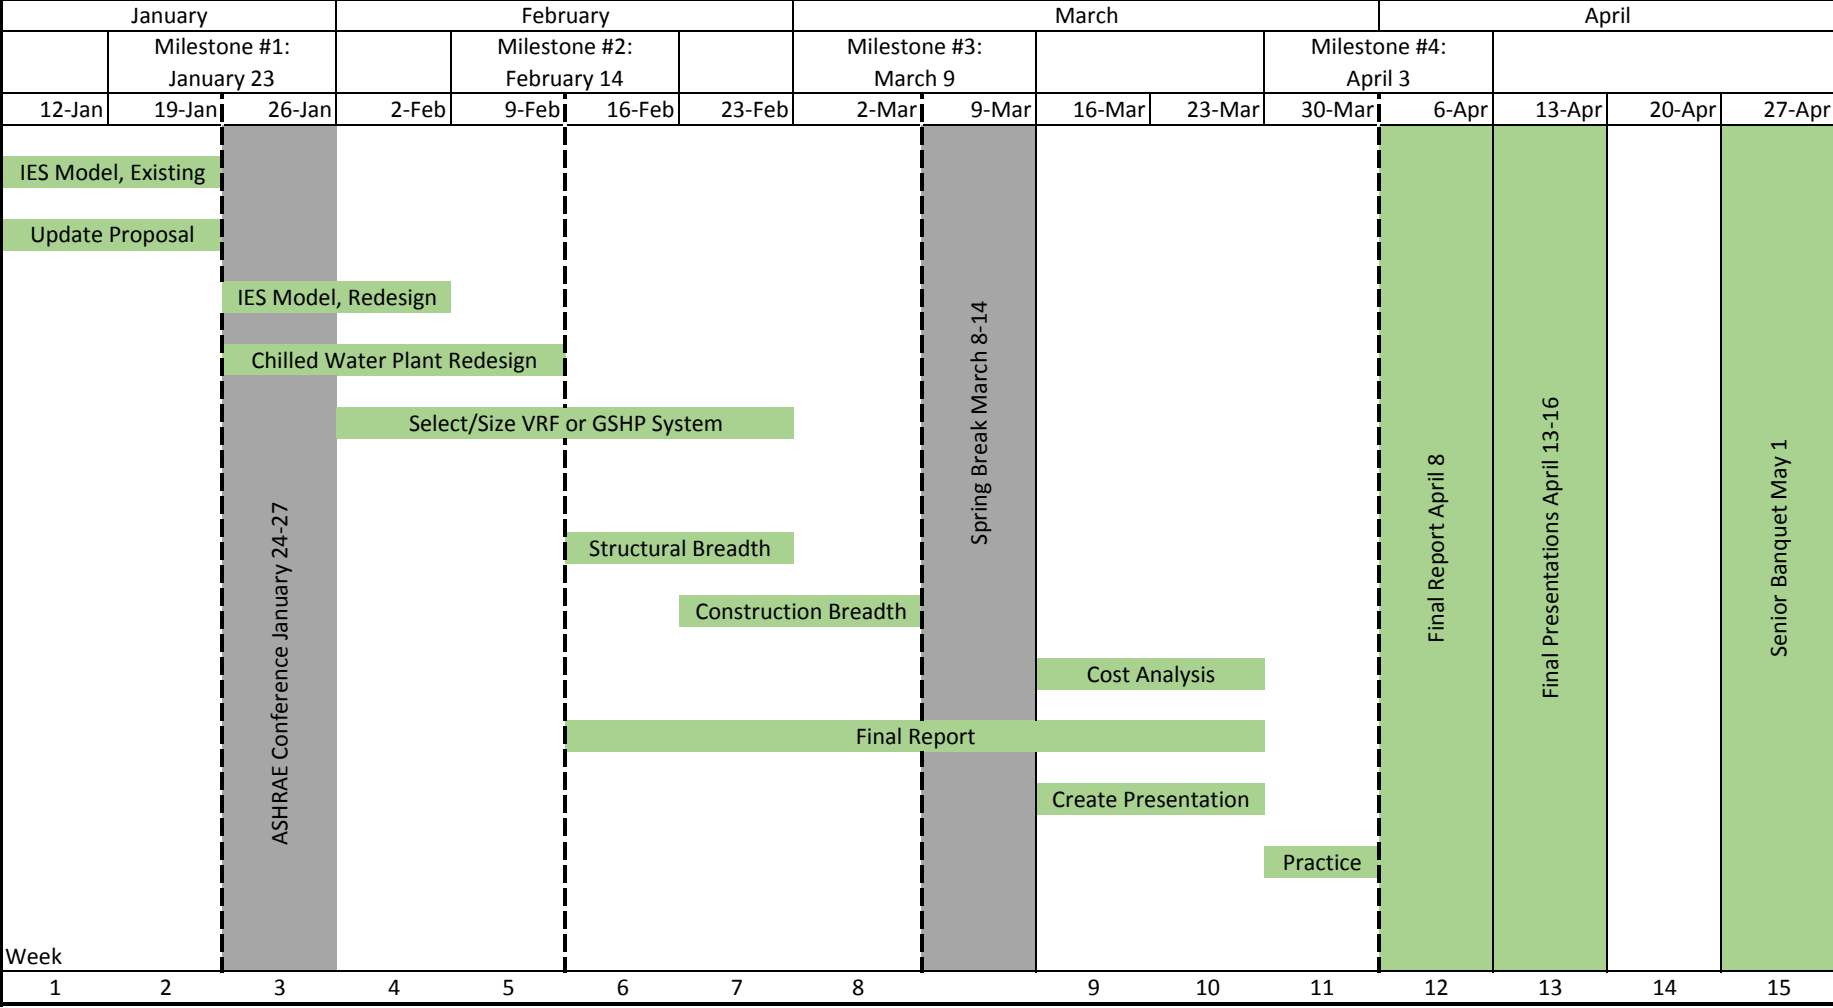 January February March April
Milestone #1: Milestone #2: Milestone #3: Milestone #4:
January 23 February 14 March 9 April 3
12-Jan 19-Jan 26-Jan 2-Feb 9-Feb 16-Feb 23-Feb 2-Mar 9-Mar 16-Mar 23-Mar 30-Mar 6-Apr 13-Apr 20-Apr 27-Apr
IES Model, Existing
Update Proposal
IES Model, Redesign
Chilled Water Plant Redesign
Select/Size VRF or GSHP System
Structural Breadth
Construction Breadth
Cost Analysis
Final Report
Create Presentation
Practice
ASHRAE Conference January 24-27
Spring Break March 8-14
Final Report April 8
Final Presentations April 13-16
Senior Banquet May 1
Week
1 2 3 4 5 6 7 8 9 10 11 12 13 14 15